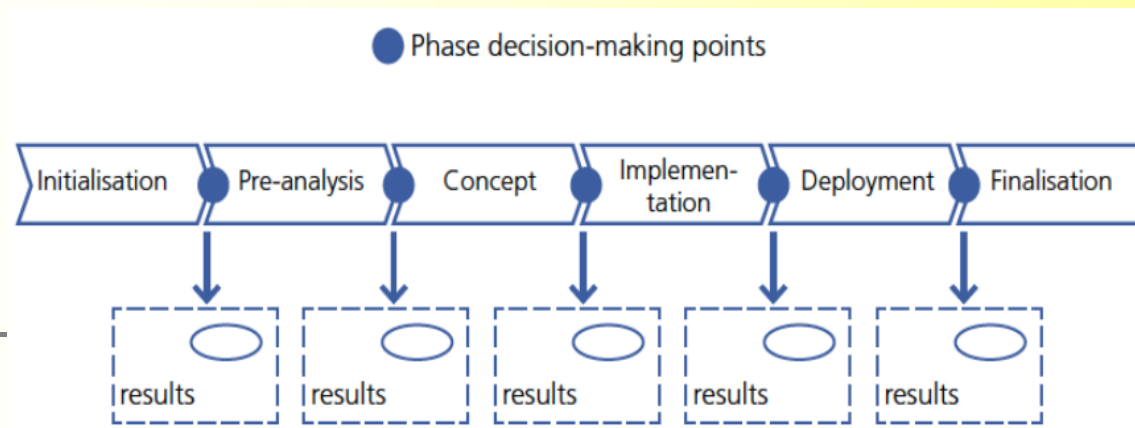 Phase decision-making points
Initialisation
Pre-analysis
Concept
Implemen-
tation
Deployment
Finalisation
results
results
results
results
results